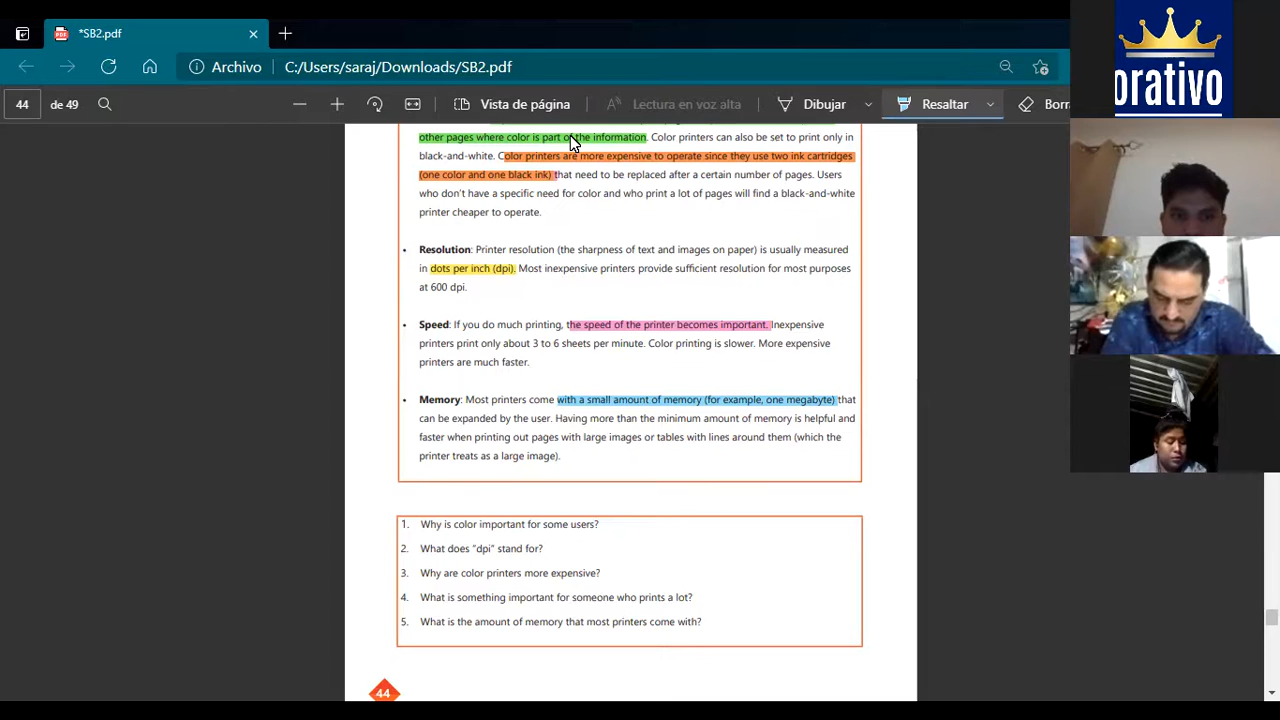 *SB2.pdf
Archivo C:/Users/saraj/Downloads/SB2.pdf
44 de 49 Vista de página Lectura en voz alta Dibujar Resaltar Borra
orativo
other pages where color is part of the information. Color printers can also be set to print only in
black-and-white. Color printers are more expensive to operate since they use two ink cartridges
(one color and one black ink) that need to be replaced after a certain number of pages. Users
who don't have a specific need for color and who print a lot of pages will find a black-and-white
printer cheaper to operate.
• Resolution: Printer resolution (the sharpness of text and images on paper) is usually measured
in dots per inch (dpi). Most inexpensive printers provide sufficient resolution for most purposes
at 600 dpi.
• Speed: If you do much printing, the speed of the printer becomes important. Inexpensive
printers print only about 3 to 6 sheets per minute. Color printing is slower. More expensive
printers are much faster.
• Memory: Most printers come with a small amount of memory (for example, one megabyte) that
can be expanded by the user. Having more than the minimum amount of memory is helpful and
faster when printing out pages with large images or tables with lines around them (which the
printer treats as a large image).
1. Why is color important for some users?
2. What does "dpi" stand for?
3. Why are color printers more expensive?
4. What is something important for someone who prints a lot?
5. What is the amount of memory that most printers come with?
44